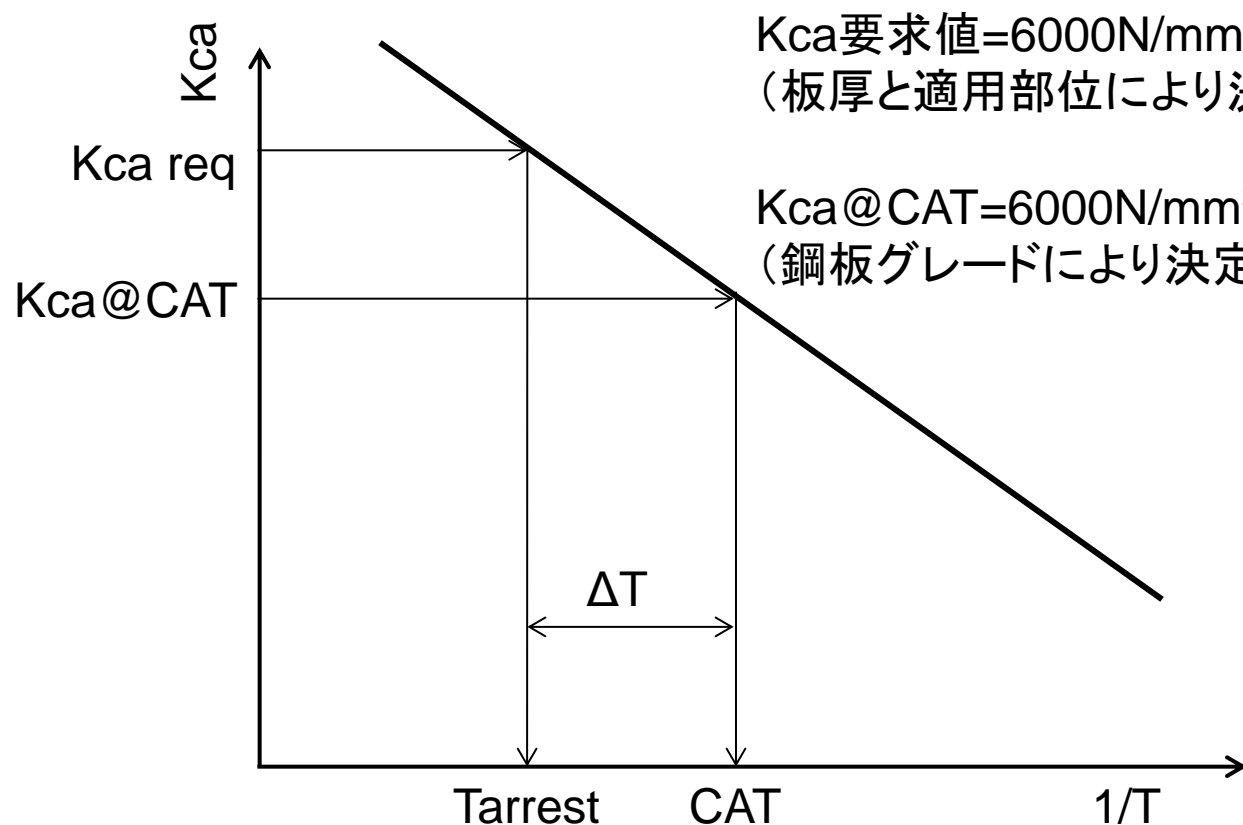 Kca要求値=6000N/mm
(板厚と適用部位により
Kca
Kca req
Kca@CAT=6000N/mm
(鋼板グレードにより決定
Kca@CAT
ΔT
Tarrest
CAT
1/T